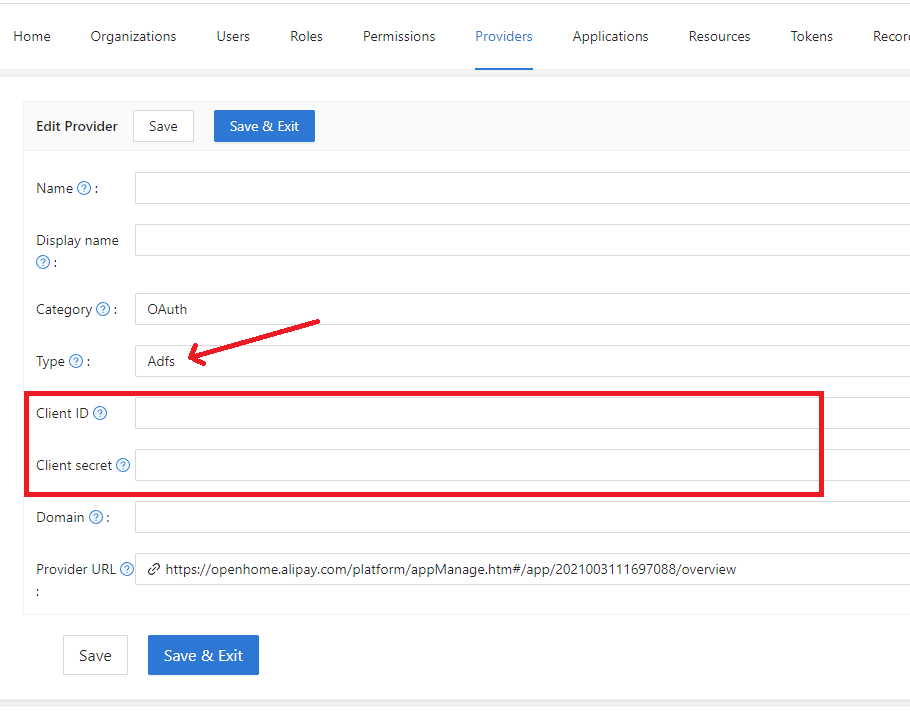 Home Organizations Users Roles Permissions Providers Applications Resources Tokens Recor
Edit Provider Save Save & Exit
Name ? :
Display name
? :
Category ? : OAuth
Type ? : Adfs
Client ID ?
Client secret ?
Domain ? :
Provider URL ? https://openhome.alipay.com/platform/appManage.htm#/app/2021003111697088/overview
:
Save Save & Exit